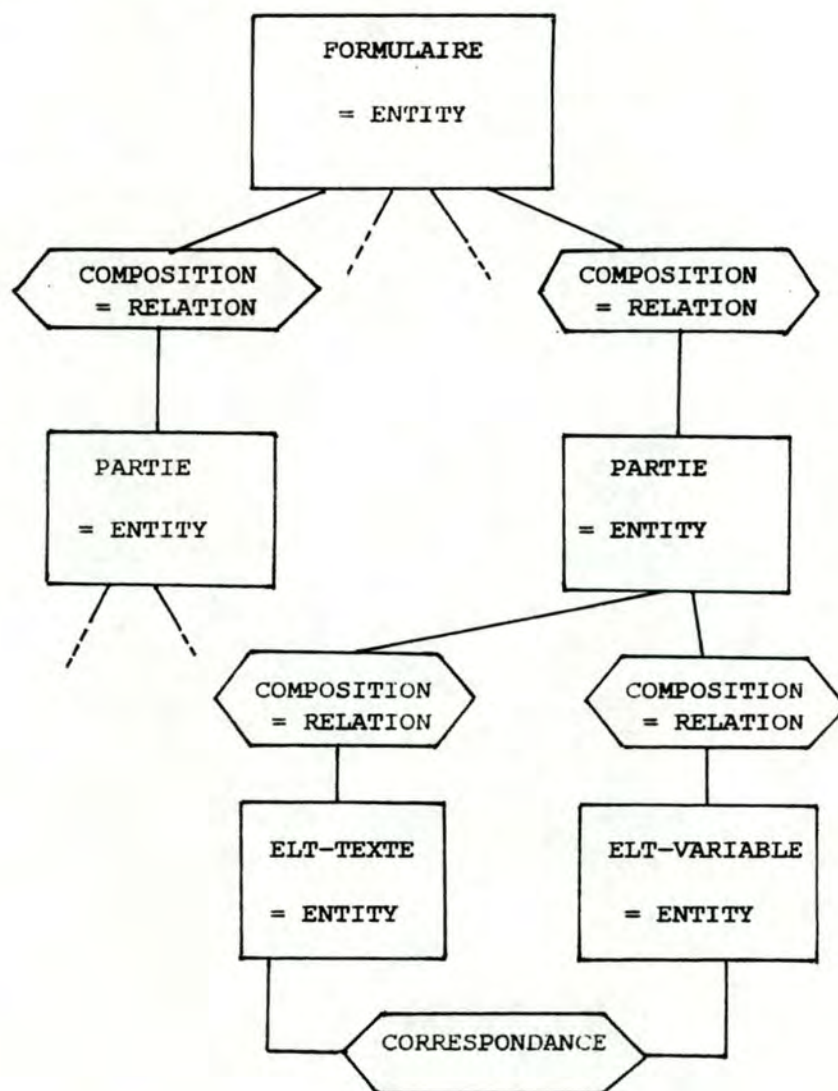 FORMULAIRE
= ENTITY
COMPOSITION
= RELATION
COMPOSITION
= RELATION
PARTIE
= ENTITY
PARTIE
= ENTITY
COMPOSITION
= RELATION
COMPOSITION
= RELATION
ELT-TEXTE
= ENTITY
ELT-VARIABLE
= ENTITY
CORRESPONDANCE